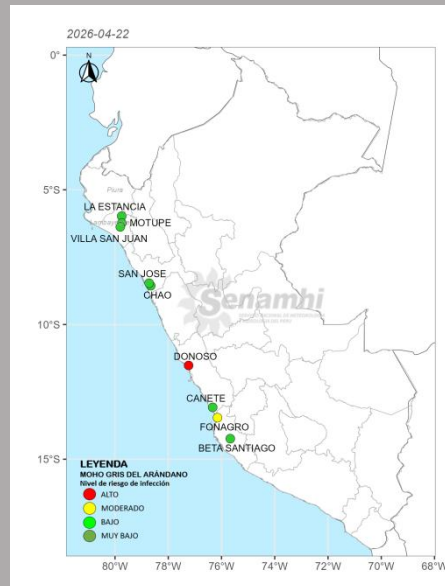 2026-04-22
N
0°
5°S
Piura
LA ESTANCIA
MOTUPE
VILLA SAN JUAN
SAN JOSE
CHAO
Senamhi
10°S
DONOSO
CANETE
FONAGRO
BETA SANTIAGO
15°S
LEYENDA
MOHO GRIS DEL ARÁNDANO
Nivel de riesgo de infección
ALTO
MODERADO
BAJO
MUY BAJO
80°W 78°W 76°W 74°W 72°W 70°W 68°W